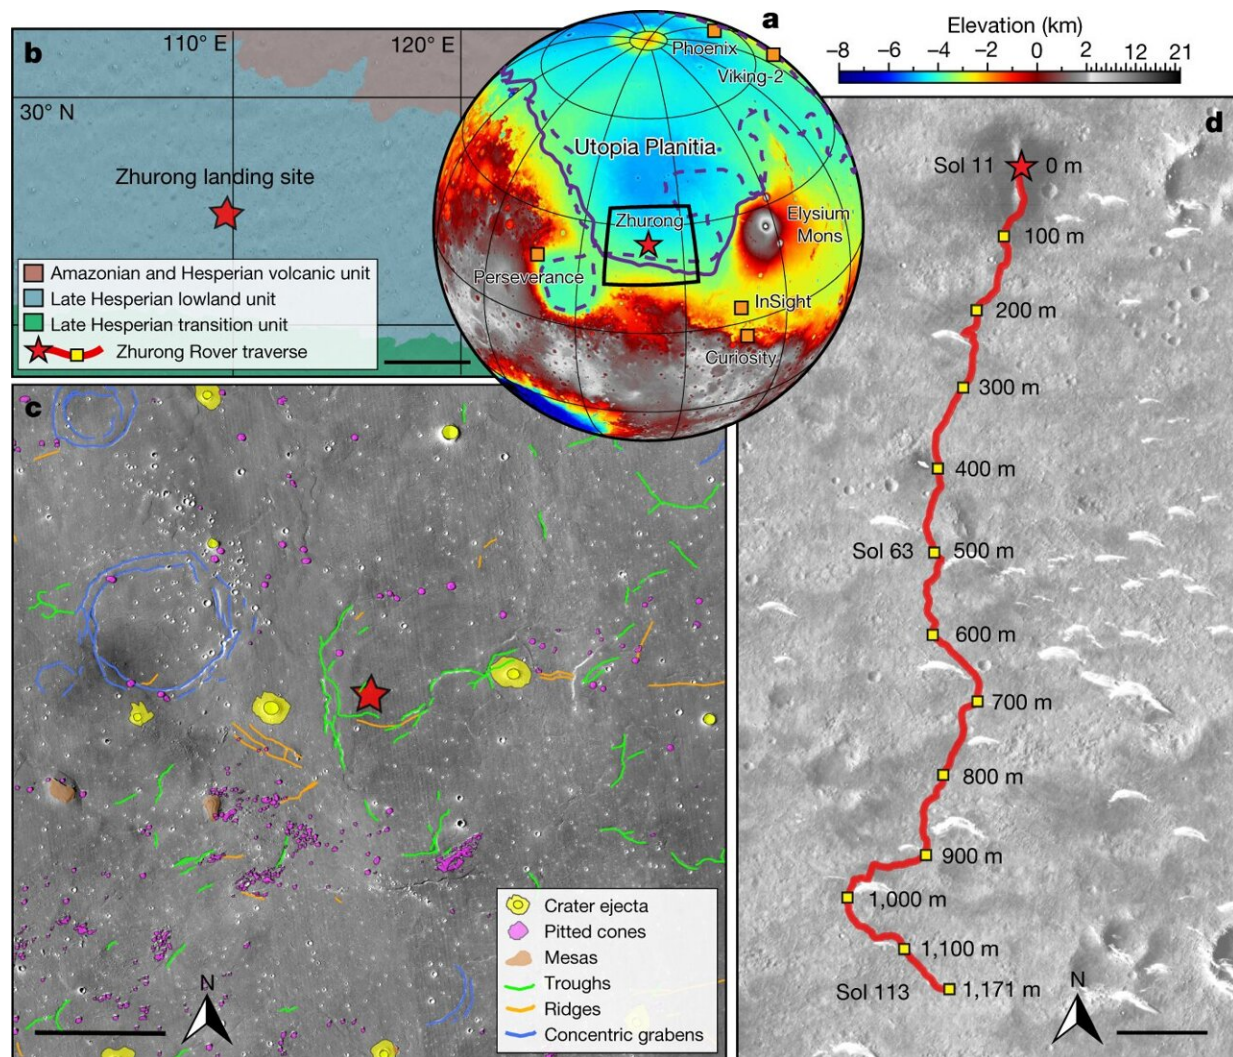 a
Phoenix
Viking-2
Utopia Planitia
Zhurong
Elysium
Mons
Perseverance
InSight
Curiosity
Elevation (km)
−8 −6 −4 −2 0 2 12 21
b
110° E
120° E
30° N
Zhurong landing site
Amazonian and Hesperian volcanic unit
Late Hesperian lowland unit
Late Hesperian transition unit
Zhurong Rover traverse
c
Crater ejecta
Pitted cones
Mesas
Troughs
Ridges
Concentric grabens
N
d
Sol 11 0 m
100 m
200 m
300 m
400 m
Sol 63 500 m
600 m
700 m
800 m
900 m
1,000 m
1,100 m
Sol 113 1,171 m
N